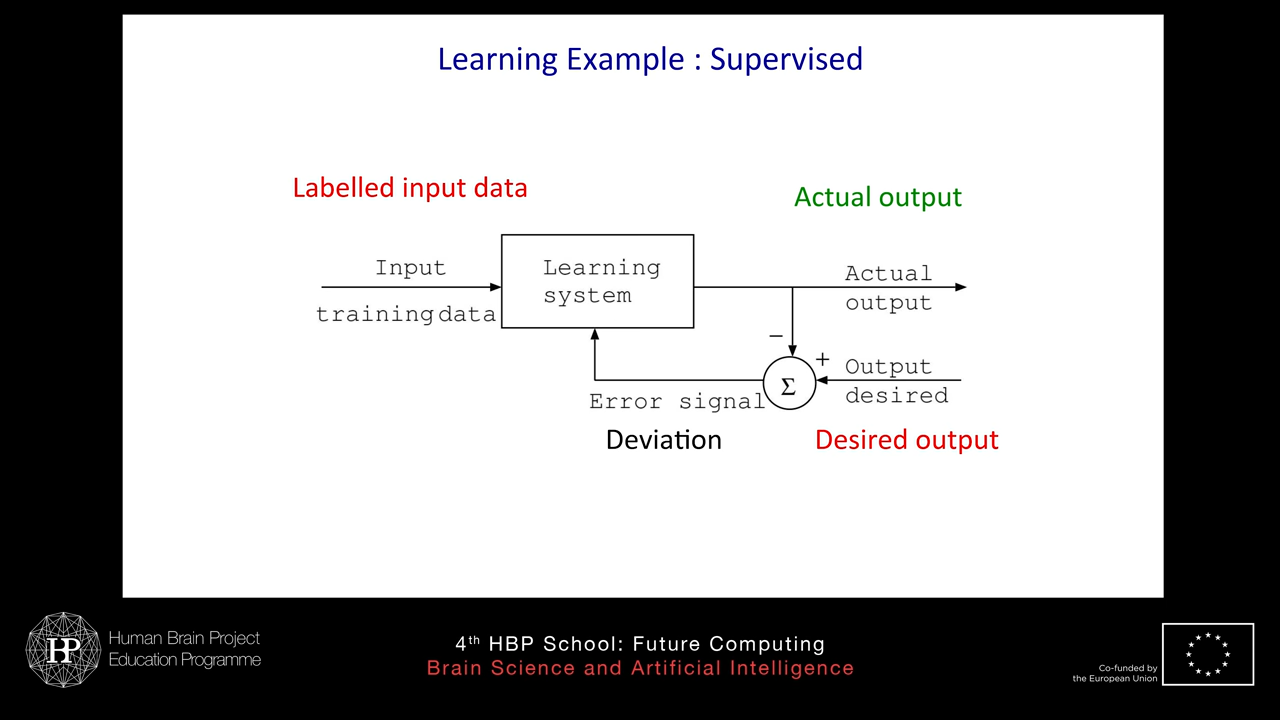 Learning Example : Supervised
Labelled input data
Actual output
Input
training data
Learning
system
Actual
output
−
+
Output
desired
Σ
Error signal
Deviation
Desired output
HP
Human Brain Project
Education Programme
4th HBP School: Future Computing
Brain Science and Artificial Intelligence
Co-funded by
the European Union